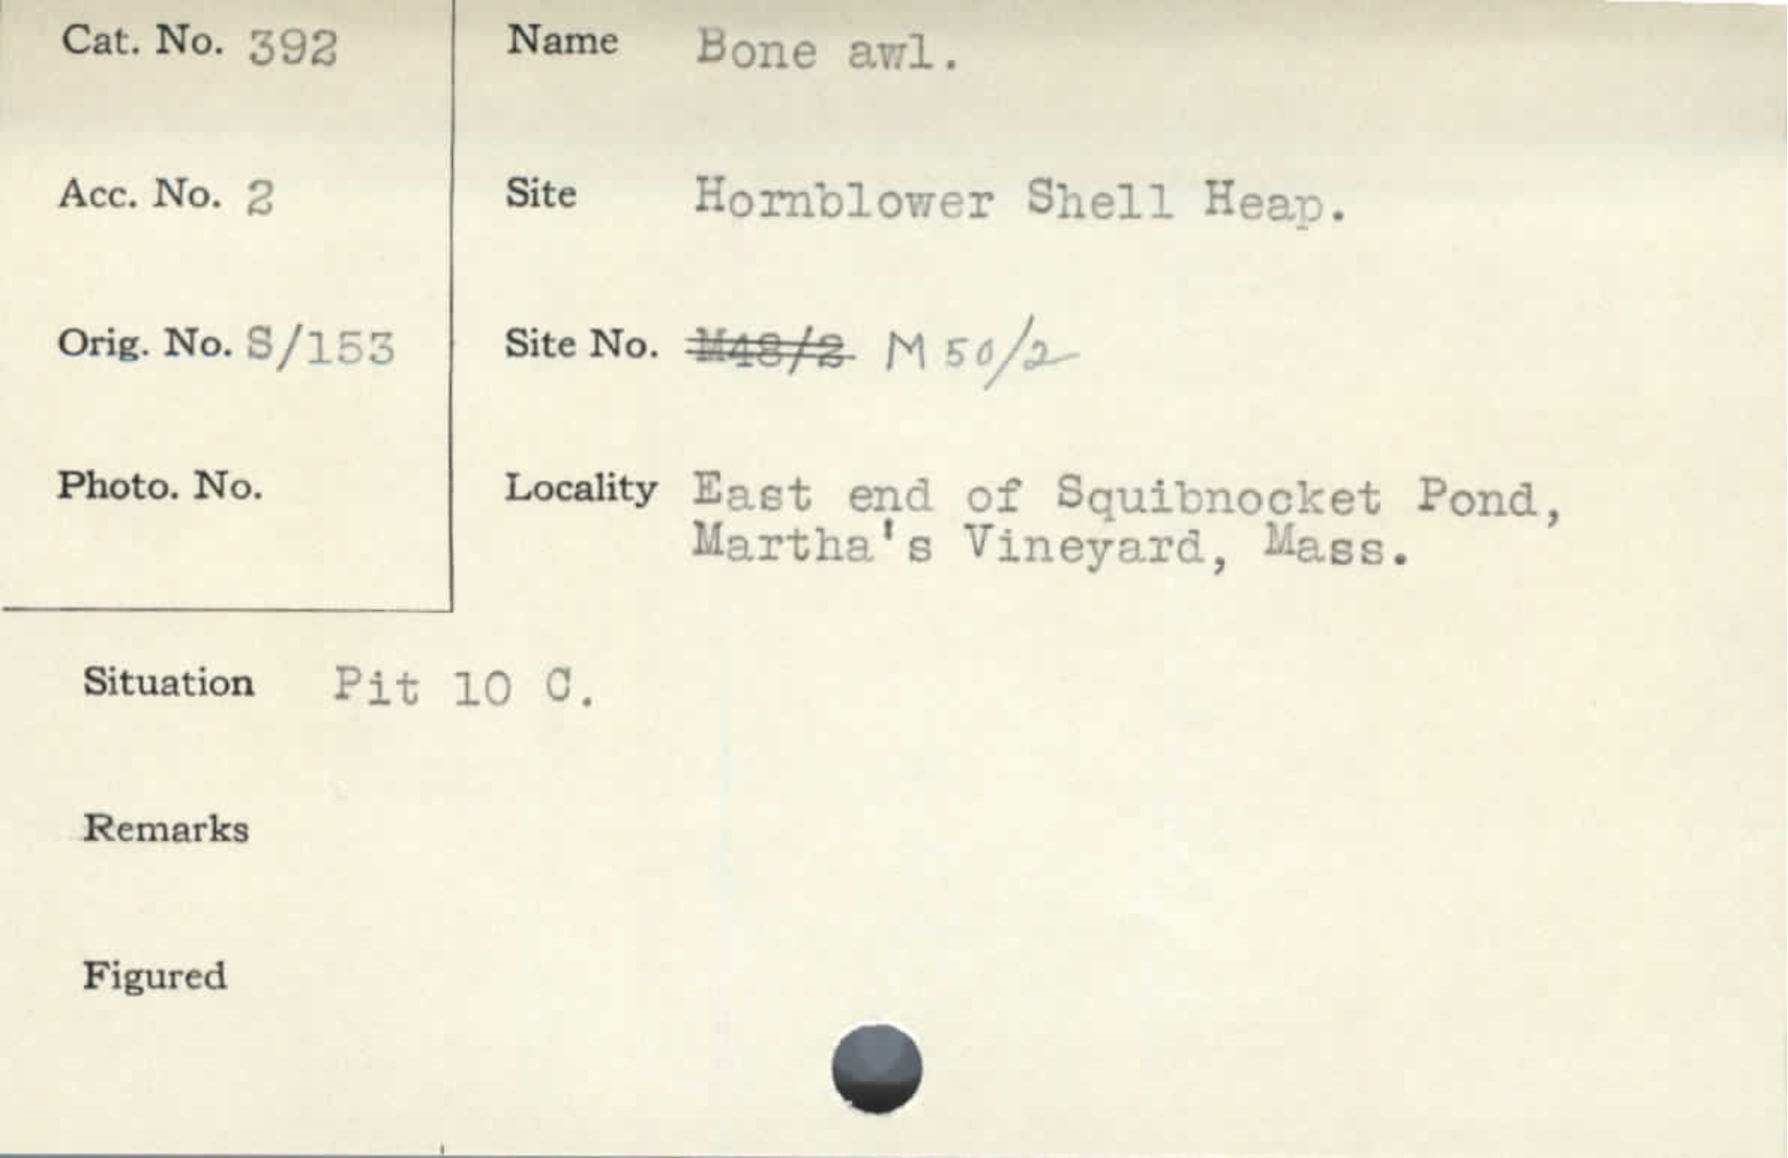 Cat. No. 392
Name Bone awl.
Acc. No. 2
Site Hornblower Shell Heap.
Orig. No. S/153
Site No. M48/2 M 50/2
Photo. No.
Locality East end of Squibnocket Pond,
Martha's Vineyard, Mass.
Situation Pit 10 C.
Remarks
Figured